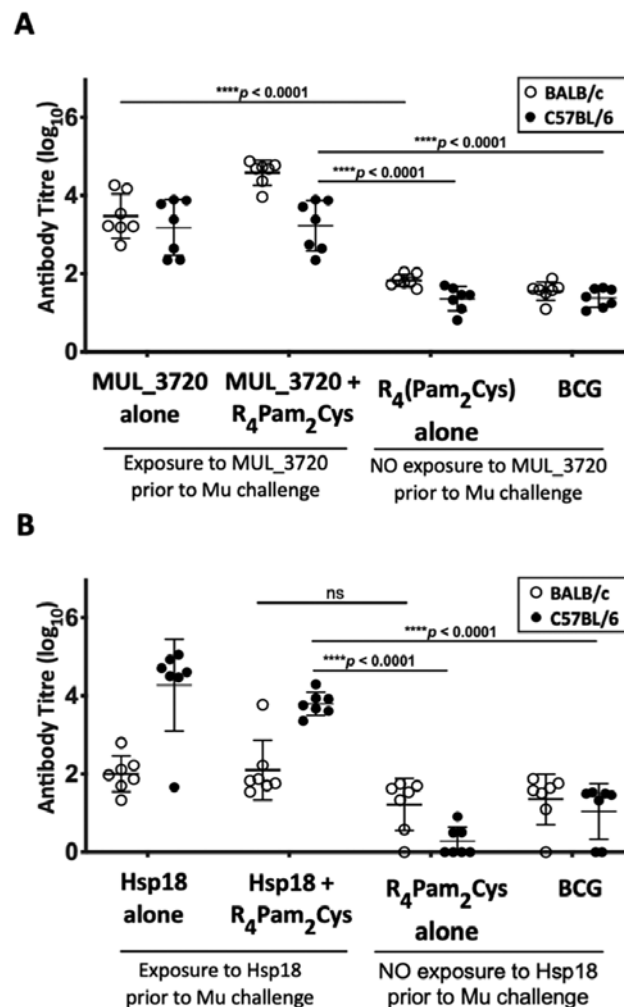 A
Antibody Titre (log10)
6
4
2
0
BALB/c
C57BL/6
****p < 0.0001
****p < 0.0001
****p < 0.0001
MUL_3720 alone
MUL_3720 + R4Pam2Cys
R4(Pam2Cys) alone
BCG
Exposure to MUL_3720 prior to Mu challenge
NO exposure to MUL_3720 prior to Mu challenge
B
Antibody Titre (log10)
6
4
2
0
BALB/c
C57BL/6
ns
****p < 0.0001
****p < 0.0001
Hsp18 alone
Hsp18 + R4Pam2Cys
R4Pam2Cys alone
BCG
Exposure to Hsp18 prior to Mu challenge
NO exposure to Hsp18 prior to Mu challenge